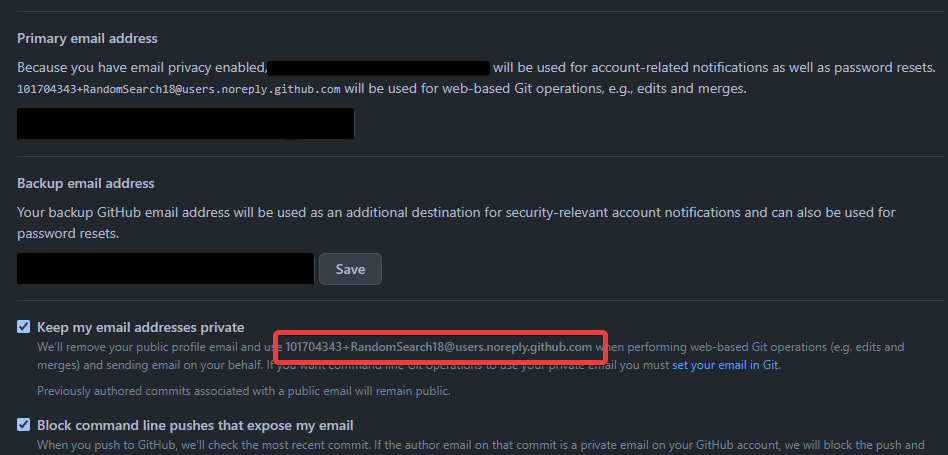 Primary email address
Because you have email privacy enabled, will be used for account-related notifications as well as password resets.
101704343+RandomSearch18@users.noreply.github.com will be used for web-based Git operations, e.g., edits and merges.
Backup email address
Your backup GitHub email address will be used as an additional destination for security-relevant account notifications and can also be used for
password resets.
Save
Keep my email addresses private
We'll remove your public profile email and use 101704343+RandomSearch18@users.noreply.github.com when performing web-based Git operations (e.g. edits and
merges) and sending email on your behalf. If you want command line Git operations to use your private email you must set your email in Git.
Previously authored commits associated with a public email will remain public.
Block command line pushes that expose my email
When you push to GitHub, we'll check the most recent commit. If the author email on that commit is a private email on your GitHub account, we will block the push and